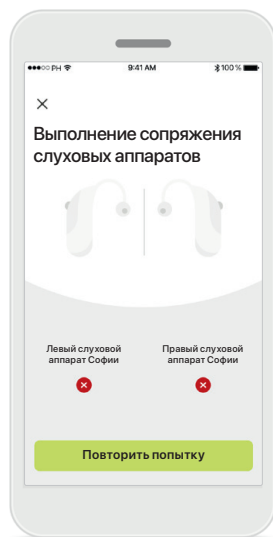 PH 9:41 AM 100%
Выполнение сопряжения
слуховых аппаратов
Левый слуховой
аппарат Софии
Правый слуховой
аппарат Софии
Повторить попытку